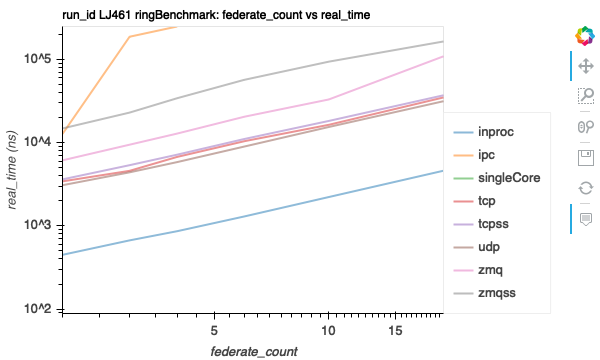 run_id LJ461 ringBenchmark: federate_count vs real_time
real_time (ns)
10^5
10^4
10^3
10^2
5
10
15
federate_count
inproc
ipc
singleCore
tcp
tcpss
udp
zmq
zmqss